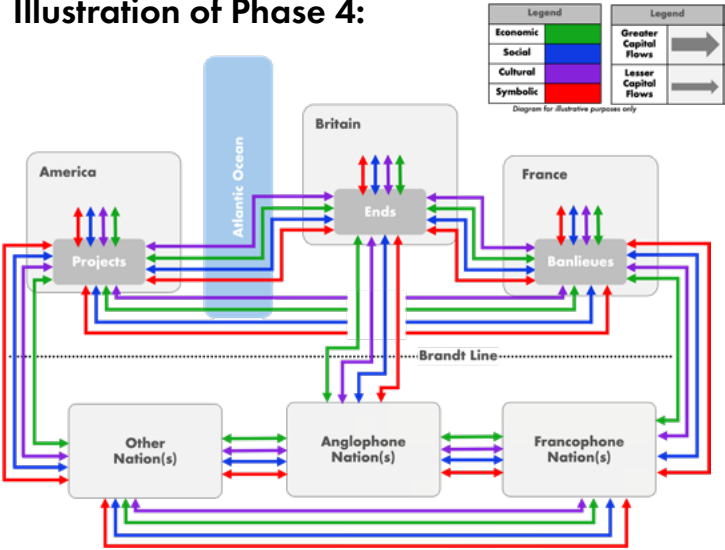 Illustration of Phase 4:
Legend
Economic
Social
Cultural
Symbolic
Legend
Greater
Capital
Flows
Lesser
Capital
Flows
Diagram for illustrative purposes only
America
Atlantic Ocean
Britain
France
Projects
Ends
Banlieues
Brandt Line
Other
Nation(s)
Anglophone
Nation(s)
Francophone
Nation(s)